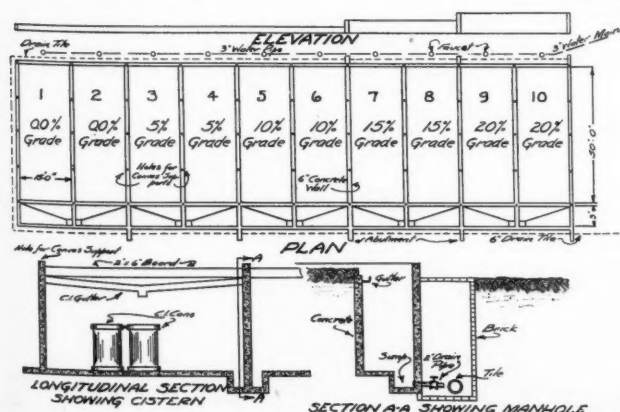 ELEVATION
Drain Tile
3" Water Pipe
Faucet
3" Water Main
1 2 3 4 5 6 7 8 9 10
0.0% 0.0% 5% 5% 10% 10% 15% 15% 20% 20%
Grade Grade Grade Grade Grade Grade Grade Grade Grade Grade
Holes for
Canvas Sup-
ports
6" Concrete
Wall
15'0"
50'0"
PLAN
Abutment
6" Drain Tile
Hole for Canvas Support
2"x6" Board
A
C.I. Gutter
C.I. Cans
A
LONGITUDINAL SECTION
SHOWING CISTERN
Gutter
Concrete
Sump
2" Drain
Pipe
Brick
Tile
SECTION A-A SHOWING MANHOLE